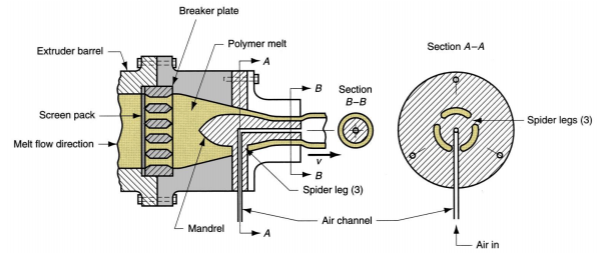 Breaker plate
Extruder barrel
Polymer melt
A
Section A–A
B
Section
B–B
Screen pack
Spider legs (3)
Melt flow direction
v
B
Spider leg (3)
Air channel
Mandrel
A
Air in